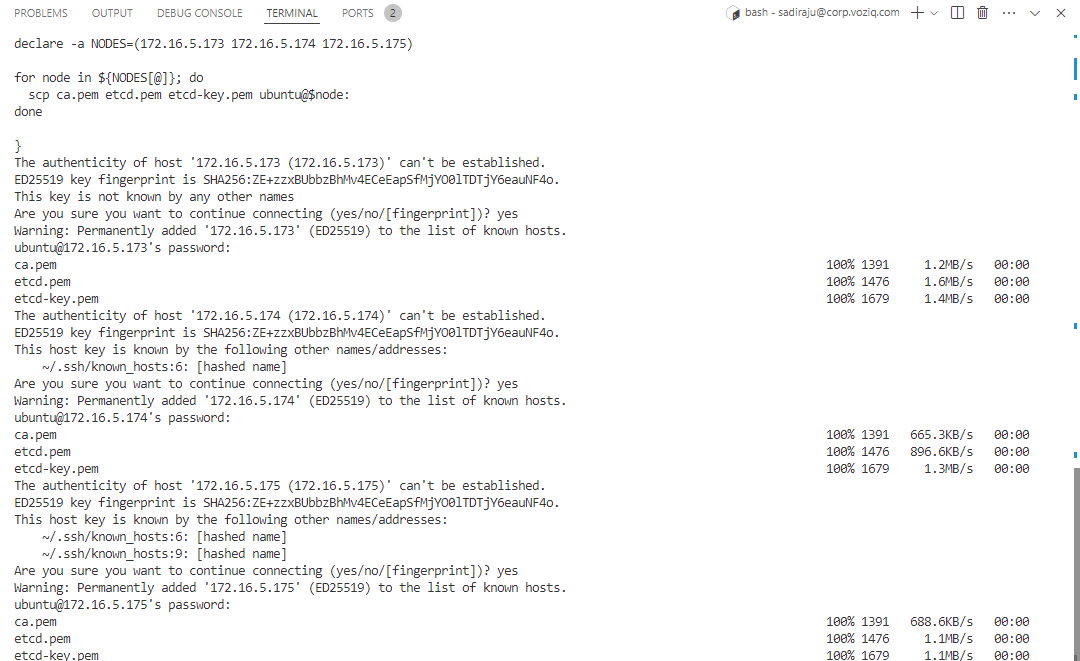 PROBLEMS OUTPUT DEBUG CONSOLE TERMINAL PORTS 2 bash - sadiraju@corp.voziq.com
declare -a NODES=(172.16.5.173 172.16.5.174 172.16.5.175)
for node in ${NODES[@]}; do
scp ca.pem etcd.pem etcd-key.pem ubuntu@$node:
done
}
The authenticity of host '172.16.5.173 (172.16.5.173)' can't be established.
ED25519 key fingerprint is SHA256:ZE+zzxBUbbzBhMv4ECeEapSfMjYO0lTDTjY6eauNF4o.
This key is not known by any other names
Are you sure you want to continue connecting (yes/no/[fingerprint])? yes
Warning: Permanently added '172.16.5.173' (ED25519) to the list of known hosts.
ubuntu@172.16.5.173's password:
ca.pem 100% 1391 1.2MB/s 00:00
etcd.pem 100% 1476 1.6MB/s 00:00
etcd-key.pem 100% 1679 1.4MB/s 00:00
The authenticity of host '172.16.5.174 (172.16.5.174)' can't be established.
ED25519 key fingerprint is SHA256:ZE+zzxBUbbzBhMv4ECeEapSfMjYO0lTDTjY6eauNF4o.
This host key is known by the following other names/addresses:
~/.ssh/known_hosts:6: [hashed name]
Are you sure you want to continue connecting (yes/no/[fingerprint])? yes
Warning: Permanently added '172.16.5.174' (ED25519) to the list of known hosts.
ubuntu@172.16.5.174's password:
ca.pem 100% 1391 665.3KB/s 00:00
etcd.pem 100% 1476 896.6KB/s 00:00
etcd-key.pem 100% 1679 1.3MB/s 00:00
The authenticity of host '172.16.5.175 (172.16.5.175)' can't be established.
ED25519 key fingerprint is SHA256:ZE+zzxBUbbzBhMv4ECeEapSfMjYO0lTDTjY6eauNF4o.
This host key is known by the following other names/addresses:
~/.ssh/known_hosts:6: [hashed name]
~/.ssh/known_hosts:9: [hashed name]
Are you sure you want to continue connecting (yes/no/[fingerprint])? yes
Warning: Permanently added '172.16.5.175' (ED25519) to the list of known hosts.
ubuntu@172.16.5.175's password:
ca.pem 100% 1391 688.6KB/s 00:00
etcd.pem 100% 1476 1.1MB/s 00:00
etcd-key.pem 100% 1679 1.1MB/s 00:00